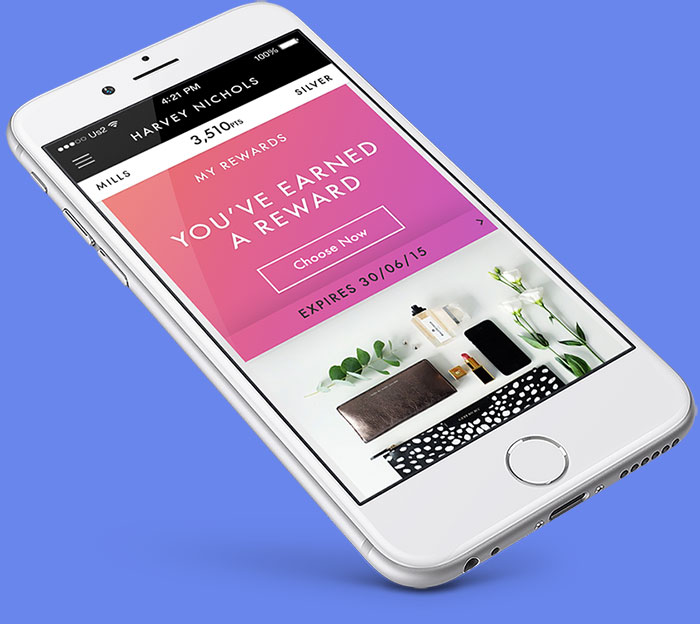 Us2 4:21 PM 100%
HARVEY NICHOLS
MILLS 3,510PTS SILVER
MY REWARDS
YOU'VE EARNED
A REWARD
Choose Now
EXPIRES 30/06/15